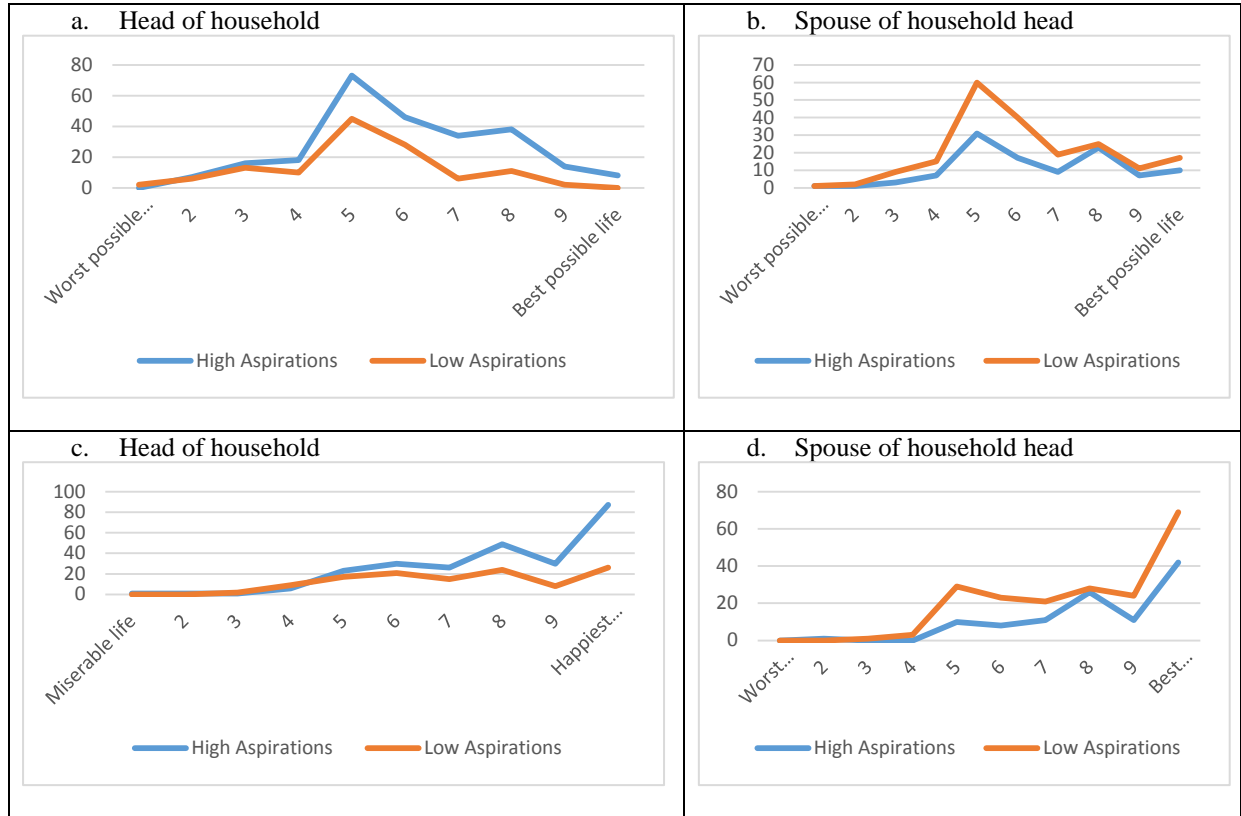 a. Head of household
80
60
40
20
0
Worst possible...
2
3
4
5
6
7
8
9
Best possible life
High Aspirations
Low Aspirations
b. Spouse of household head
70
60
50
40
30
20
10
0
Worst possible...
2
3
4
5
6
7
8
9
Best possible life
High Aspirations
Low Aspirations
c. Head of household
100
80
60
40
20
0
Miserable life
2
3
4
5
6
7
8
9
Happiest...
High Aspirations
Low Aspirations
d. Spouse of household head
80
60
40
20
0
Worst...
2
3
4
5
6
7
8
9
Best...
High Aspirations
Low Aspirations